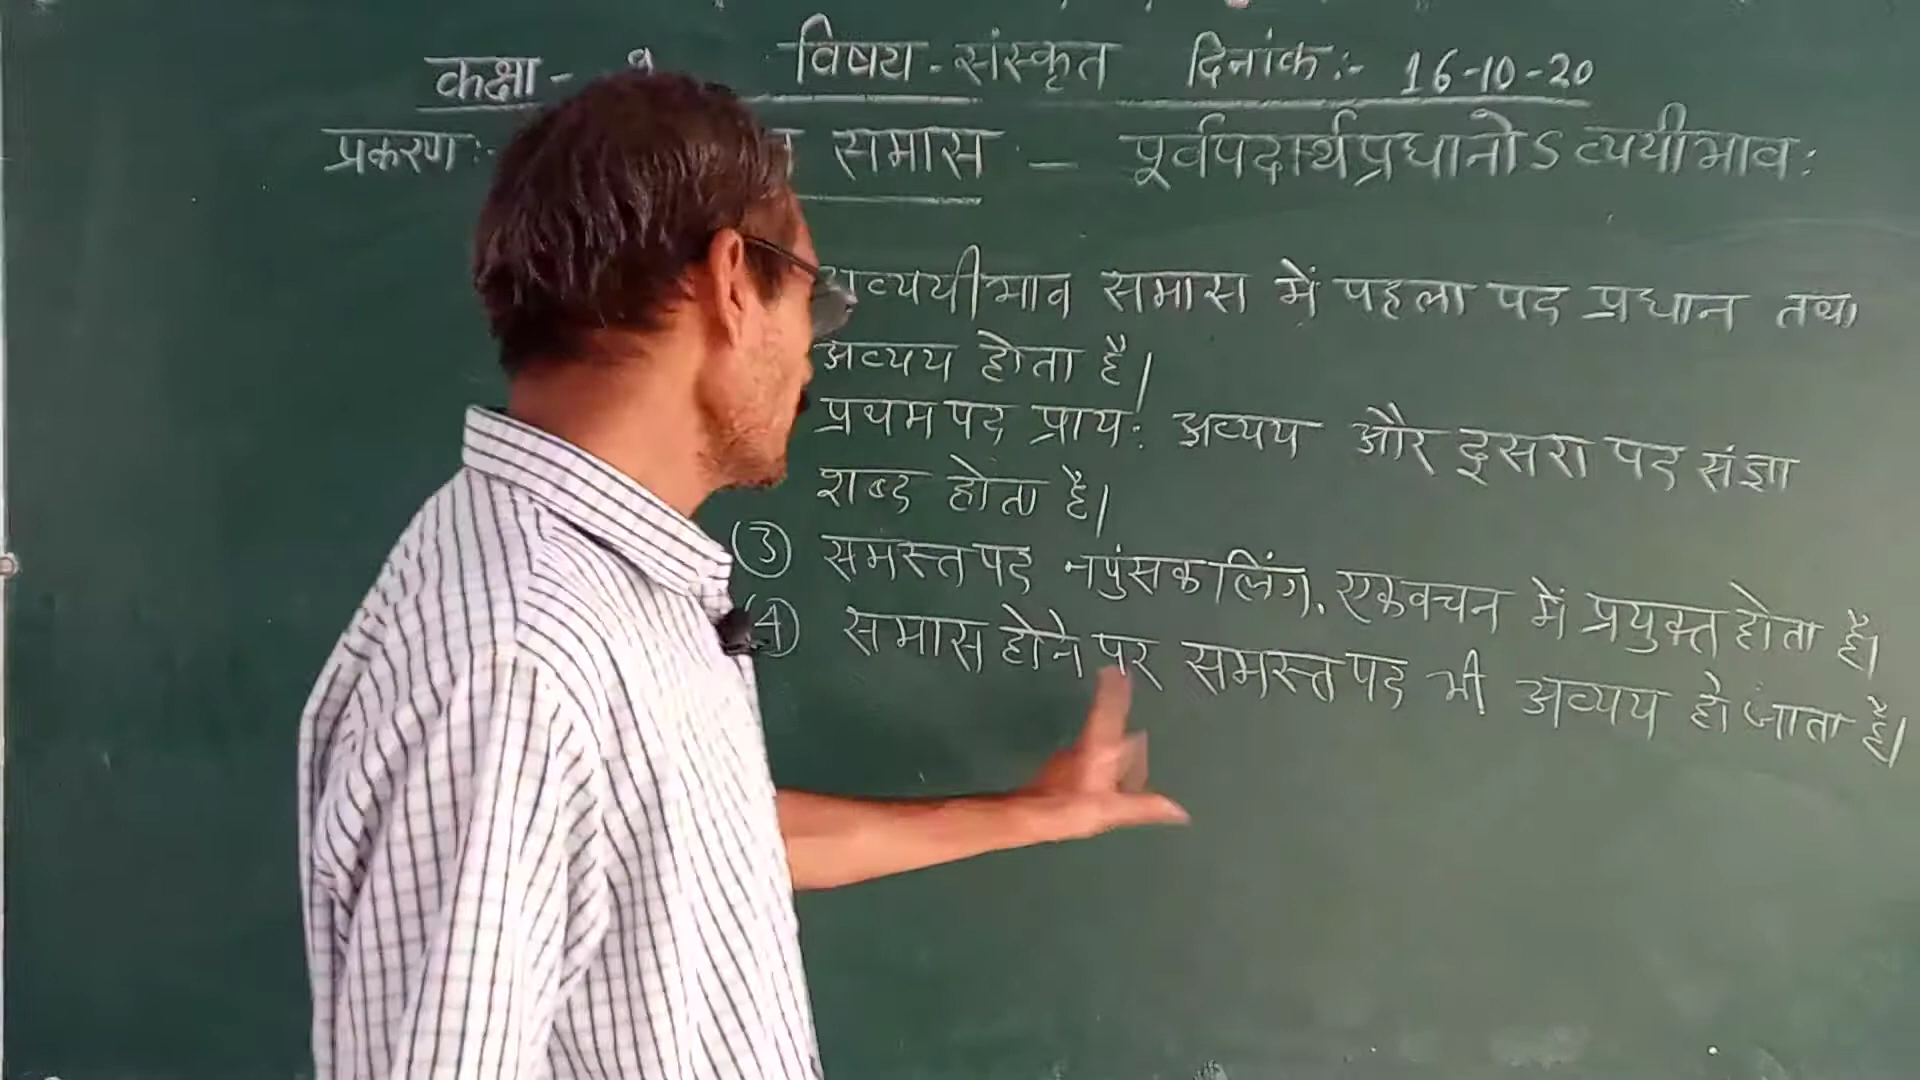 कक्षा - विषय - संस्कृत दिनांक :- 16-10-20
प्रकरण :- समास - पूर्वपदार्थप्रधानोऽव्ययीभावः
अव्ययीभाव समास में पहला पद प्रधान तथा
अव्यय होता है।
प्रथम पद प्रायः अव्यय और दूसरा पद संज्ञा
शब्द होता है।
③ समस्तपद नपुंसकलिंग, एकवचन में प्रयुक्त होता है।
④ समास होने पर समस्त पद भी अव्यय हो जाता है।